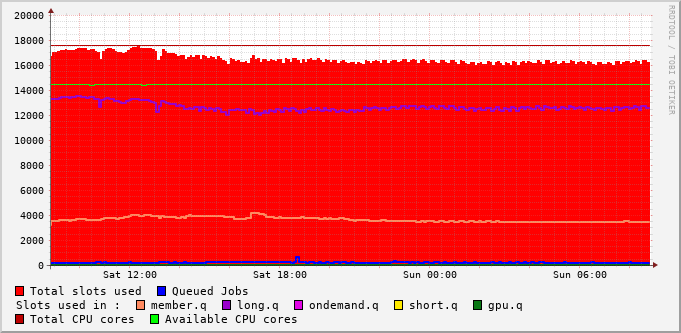 RRDTOOL / TOBI OETIKER
20000
18000
16000
14000
12000
10000
8000
6000
4000
2000
0
Sat 12:00 Sat 18:00 Sun 00:00 Sun 06:00
Total slots used Queued Jobs
Slots used in : member.q long.q ondemand.q short.q gpu.q
Total CPU cores Available CPU cores